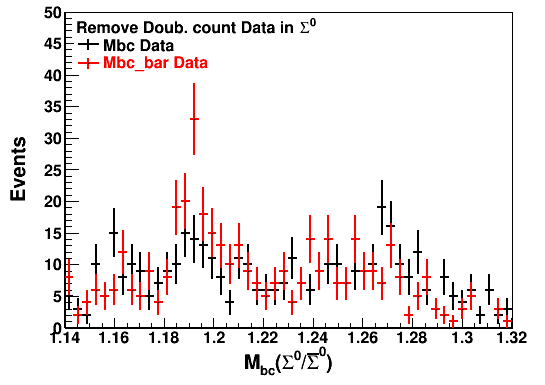 50
45
40
35
30
25
20
15
10
5
0
Events
Remove Doub. count Data in Σ⁰
Mbc Data
Mbc_bar Data
1.14 1.16 1.18 1.2 1.22 1.24 1.26 1.28 1.3 1.32
M_bc(Σ⁰/Σ̅⁰)